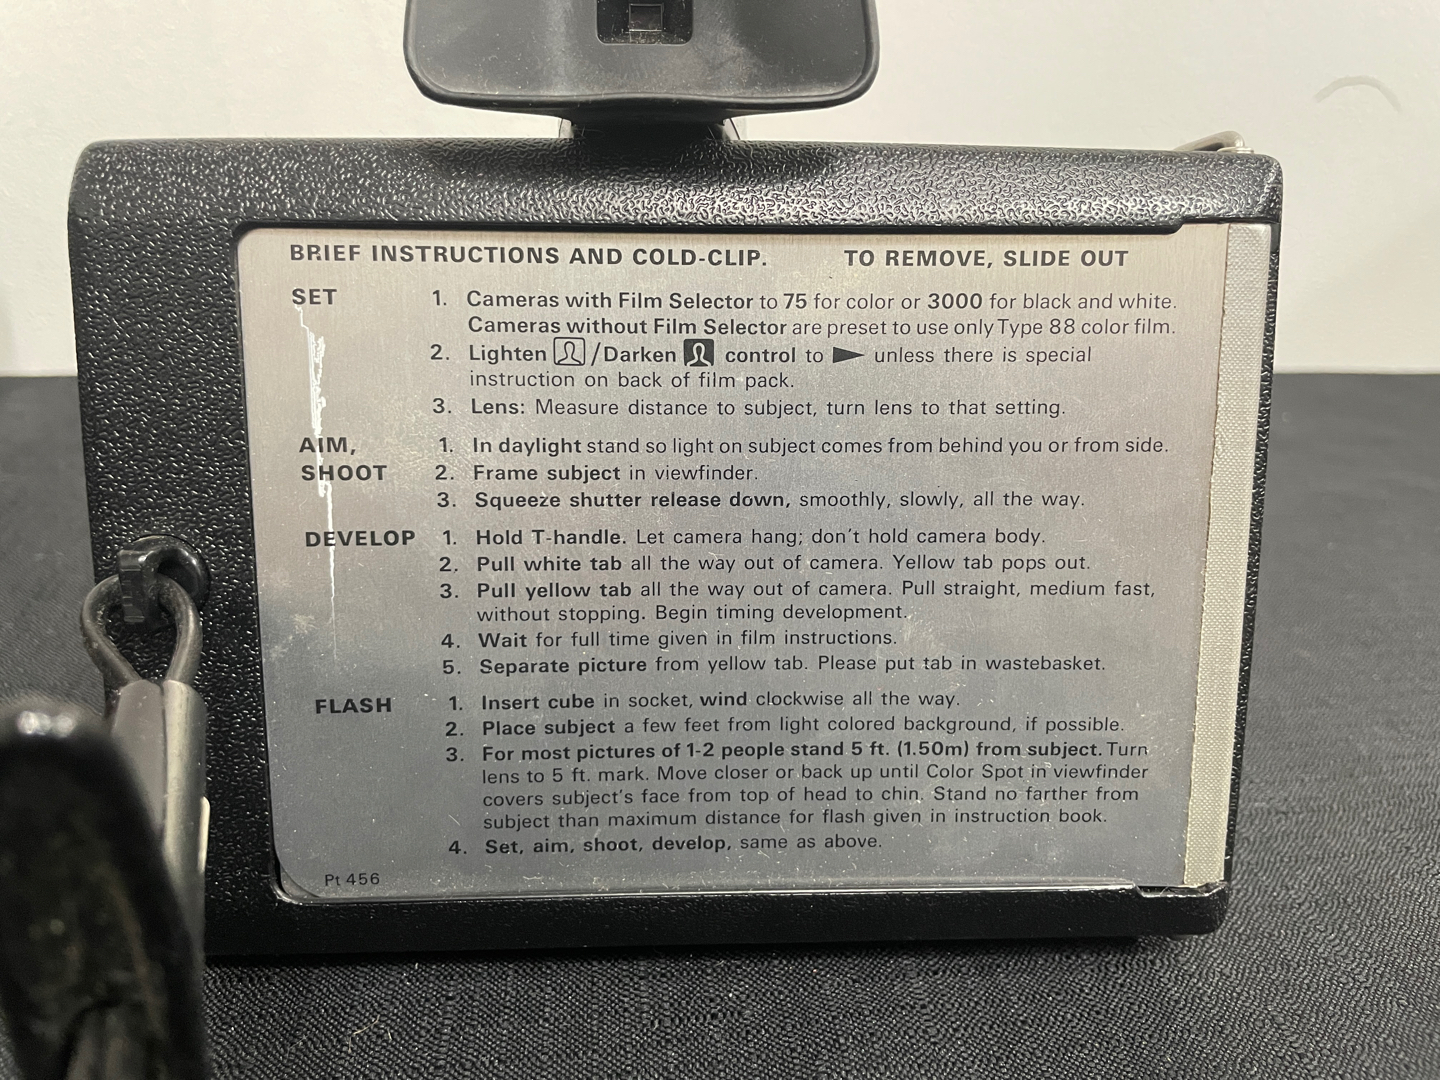 BRIEF INSTRUCTIONS AND COLD-CLIP. TO REMOVE, SLIDE OUT
SET 1. Cameras with Film Selector to 75 for color or 3000 for black and white.
Cameras without Film Selector are preset to use only Type 88 color film.
2. Lighten /Darken control to unless there is special
instruction on back of film pack.
3. Lens: Measure distance to subject, turn lens to that setting.
AIM, 1. In daylight stand so light on subject comes from behind you or from side.
SHOOT 2. Frame subject in viewfinder.
3. Squeeze shutter release down, smoothly, slowly, all the way.
DEVELOP 1. Hold T-handle. Let camera hang; don't hold camera body.
2. Pull white tab all the way out of camera. Yellow tab pops out.
3. Pull yellow tab all the way out of camera. Pull straight, medium fast,
without stopping. Begin timing development.
4. Wait for full time given in film instructions.
5. Separate picture from yellow tab. Please put tab in wastebasket.
FLASH 1. Insert cube in socket, wind clockwise all the way.
2. Place subject a few feet from light colored background, if possible.
3. For most pictures of 1-2 people stand 5 ft. (1.50m) from subject. Turn
lens to 5 ft. mark. Move closer or back up until Color Spot in viewfinder
covers subject's face from top of head to chin. Stand no farther from
subject than maximum distance for flash given in instruction book.
4. Set, aim, shoot, develop, same as above.
Pt 456